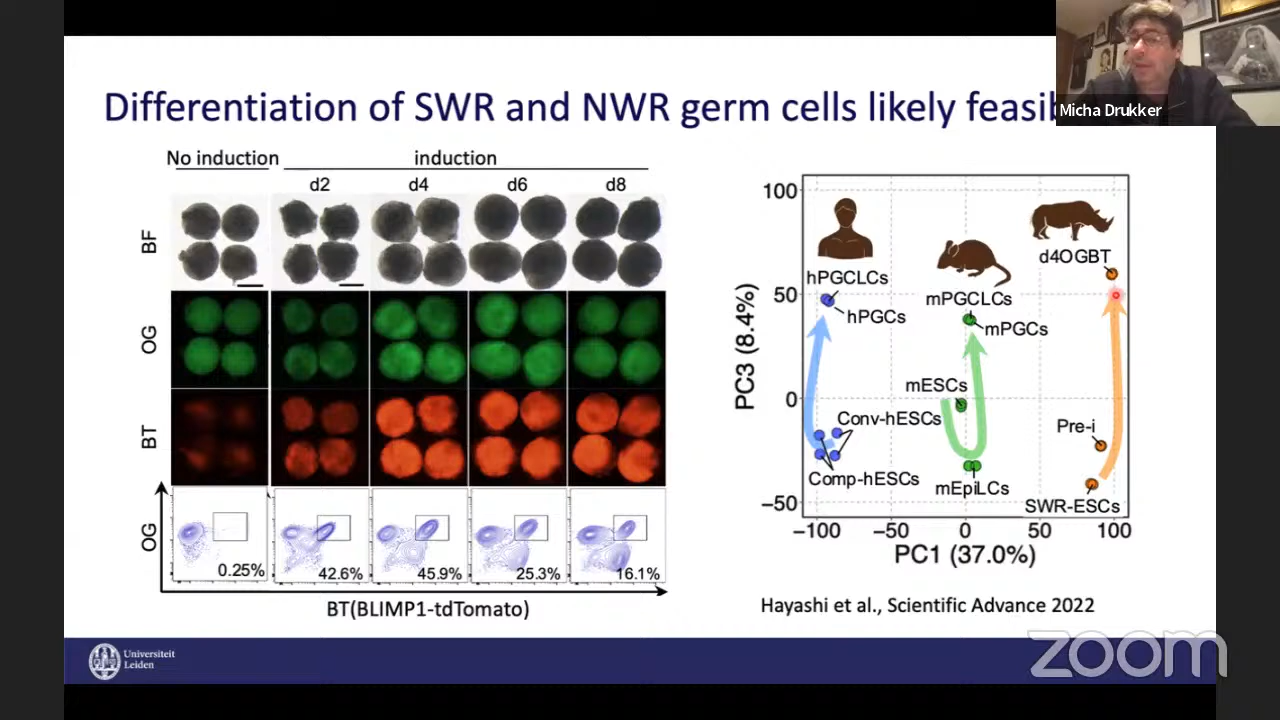 Differentiation of SWR and NWR germ cells likely feasib
Micha Drukker
No induction
induction
d2
d4
d6
d8
BF
OG
BT
OG
0.25%
42.6%
45.9%
25.3%
16.1%
BT(BLIMP1-tdTomato)
100
50
0
−50
PC3 (8.4%)
hPGCLCs
hPGCs
mPGCLCs
mPGCs
d4OGBT
mESCs
Conv-hESCs
Comp-hESCs
mEpiLCs
Pre-i
SWR-ESCs
−100
−50
0
50
100
PC1 (37.0%)
Hayashi et al., Scientific Advance 2022
Universiteit
Leiden
zoom